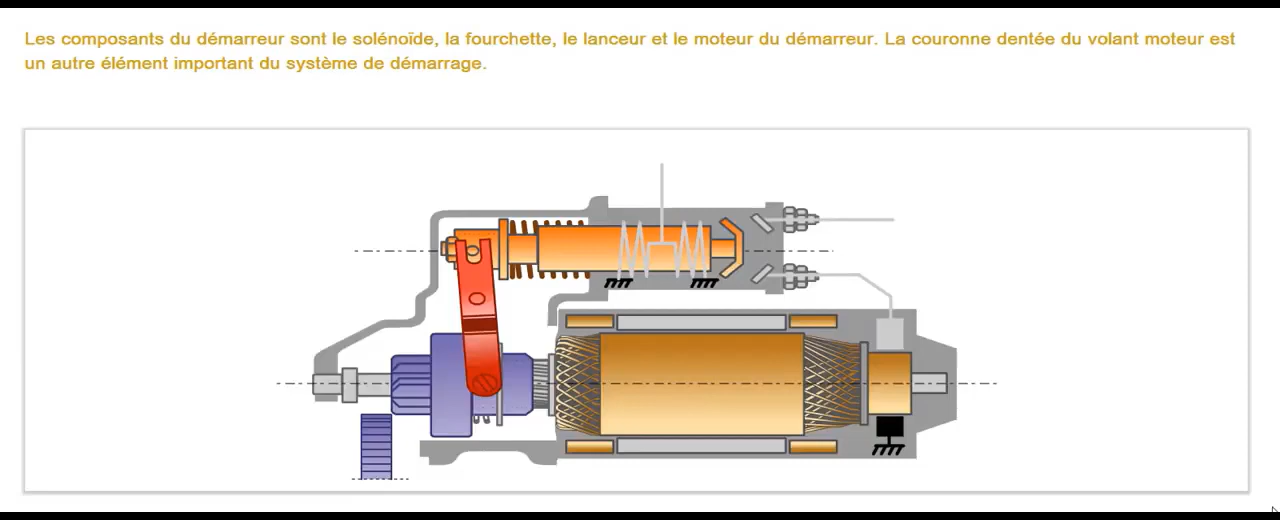 Les composants du démarreur sont le solénoïde, la fourchette, le lanceur et le moteur du démarreur. La couronne dentée du volant moteur est
un autre élément important du système de démarrage.